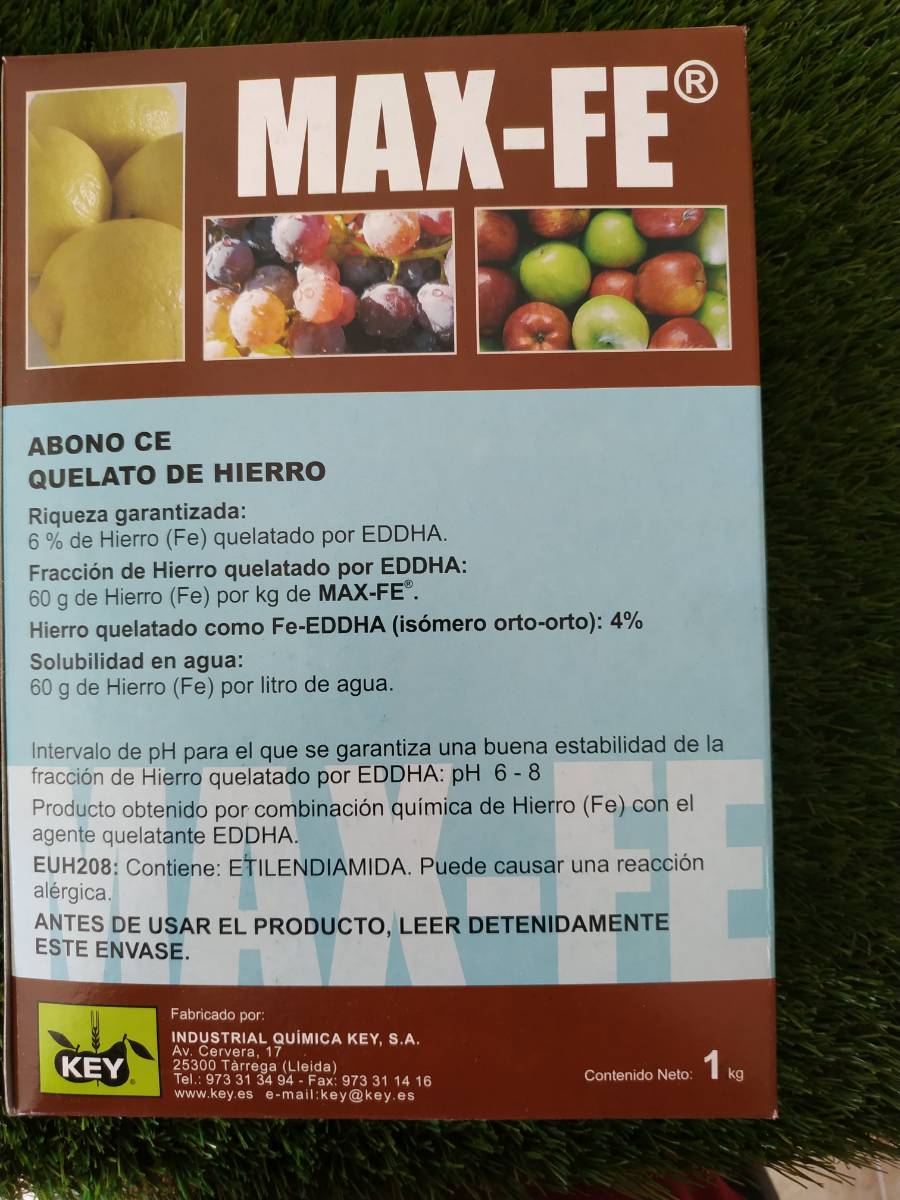 MAX-FE®
ABONO CE
QUELATO DE HIERRO
Riqueza garantizada:
6 % de Hierro (Fe) quelatado por EDDHA.
Fracción de Hierro quelatado por EDDHA:
60 g de Hierro (Fe) por kg de MAX-FE®.
Hierro quelatado como Fe-EDDHA (isómero orto-orto): 4%
Solubilidad en agua:
60 g de Hierro (Fe) por litro de agua.
Intervalo de pH para el que se garantiza una buena estabilidad de la
fracción de Hierro quelatado por EDDHA: pH 6 - 8
Producto obtenido por combinación química de Hierro (Fe) con el
agente quelatante EDDHA.
EUH208: Contiene: ETILENDIAMIDA. Puede causar una reacción
alérgica.
ANTES DE USAR EL PRODUCTO, LEER DETENIDAMENTE
ESTE ENVASE.
MAX-FE
KEY®
Fabricado por:
INDUSTRIAL QUÍMICA KEY, S.A.
Av. Cervera, 17
25300 Tàrrega (Lleida)
Tel.: 973 31 34 94 - Fax: 973 31 14 16
www.key.es e-mail:key@key.es
Contenido Neto: 1 kg